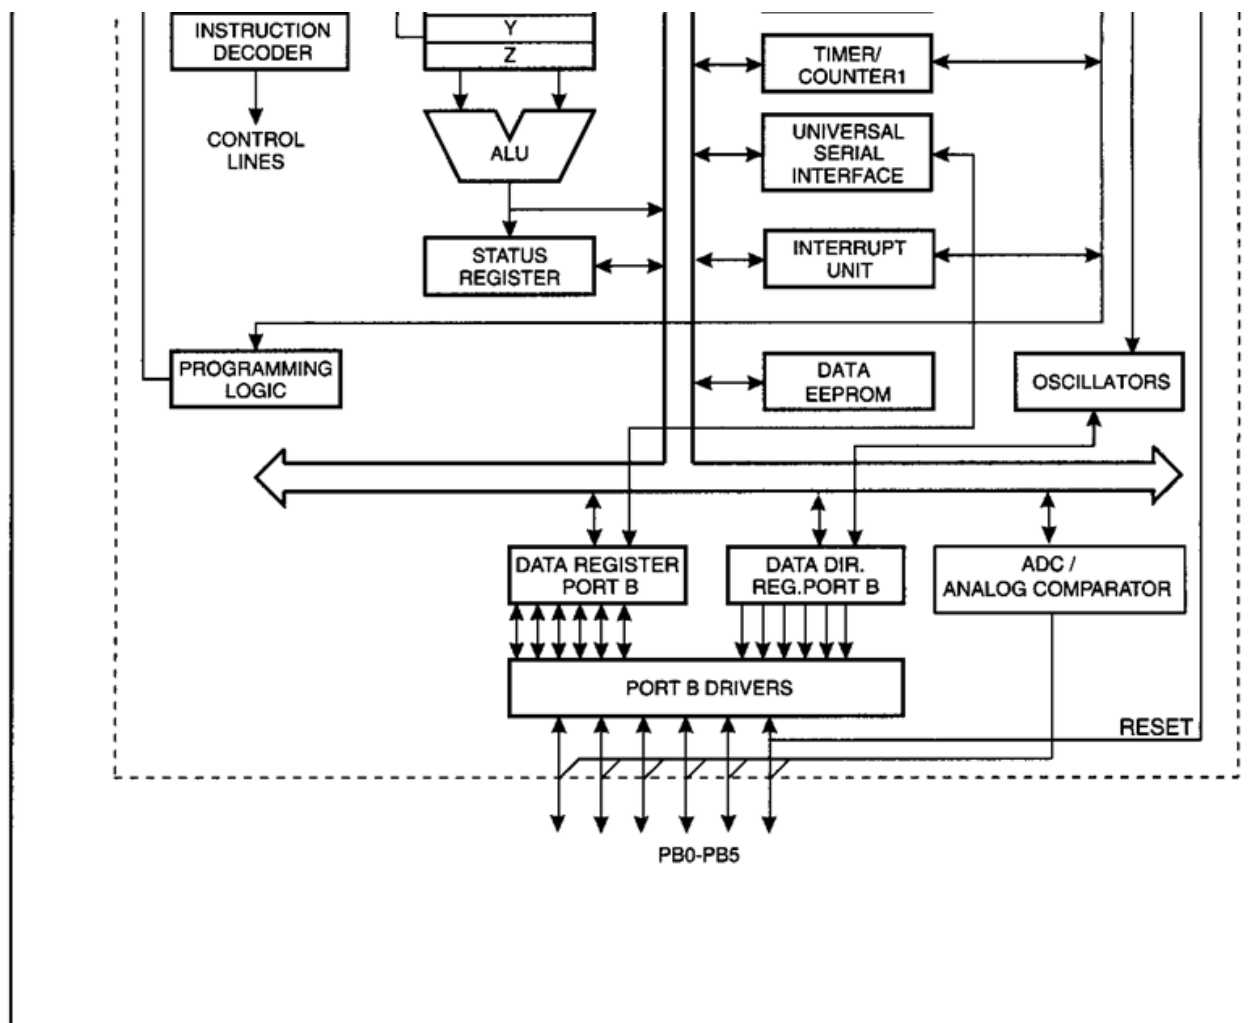 INSTRUCTION
DECODER
Y
Z
TIMER/
COUNTER1
CONTROL
LINES
ALU
UNIVERSAL
SERIAL
INTERFACE
STATUS
REGISTER
INTERRUPT
UNIT
PROGRAMMING
LOGIC
DATA
EEPROM
OSCILLATORS
DATA REGISTER
PORT B
DATA DIR.
REG.PORT B
ADC /
ANALOG COMPARATOR
PORT B DRIVERS
RESET
PB0-PB5